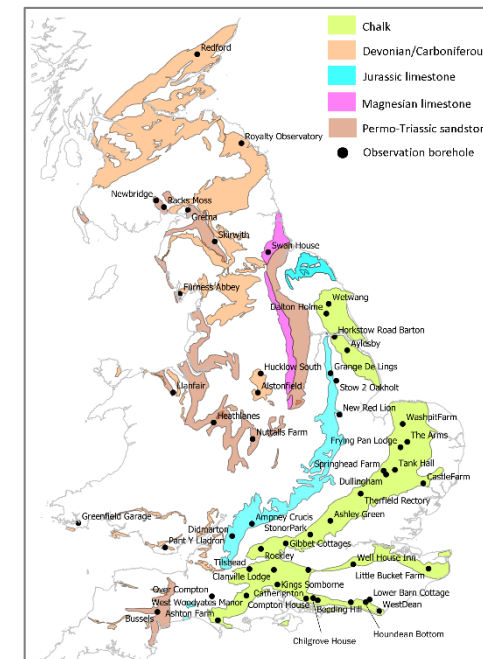 Chalk
Devonian/Carboniferou
Jurassic limestone
Magnesian limestone
Permo-Triassic sandston
Observation borehole
Redford
Royalty Observatory
Newbridge
Racks Moss
Gretna
Skirwith
Swan House
Furness Abbey
Wetwang
Dalton Holme
Horkstow Road Barton
Aylesby
Hucklow South
Grange De Lings
Llanfair
Alstonfield
Stow 2 Oakholt
New Red Lion
Heathlanes
WashpitFarm
Nuttalls Farm
Frying Pan Lodge
The Arms
Springhead Farm
Tank Hall
Dullingham
CastleFarm
Therfield Rectory
Greenfield Garage
Ampney Crucis
Ashley Green
Didmarton
StonorPark
Pant Y Lladron
Gibbet Cottages
Rockley
Well House Inn
Tilshead
Clanville Lodge
Little Bucket Farm
Over Compton
Kings Somborne
West Woodyates Manor
Catherington
Lower Barn Cottage
Bussels
Ashton Farm
Compton House
Beeding Hill
WestDean
Chilgrove House
Houndean Bottom